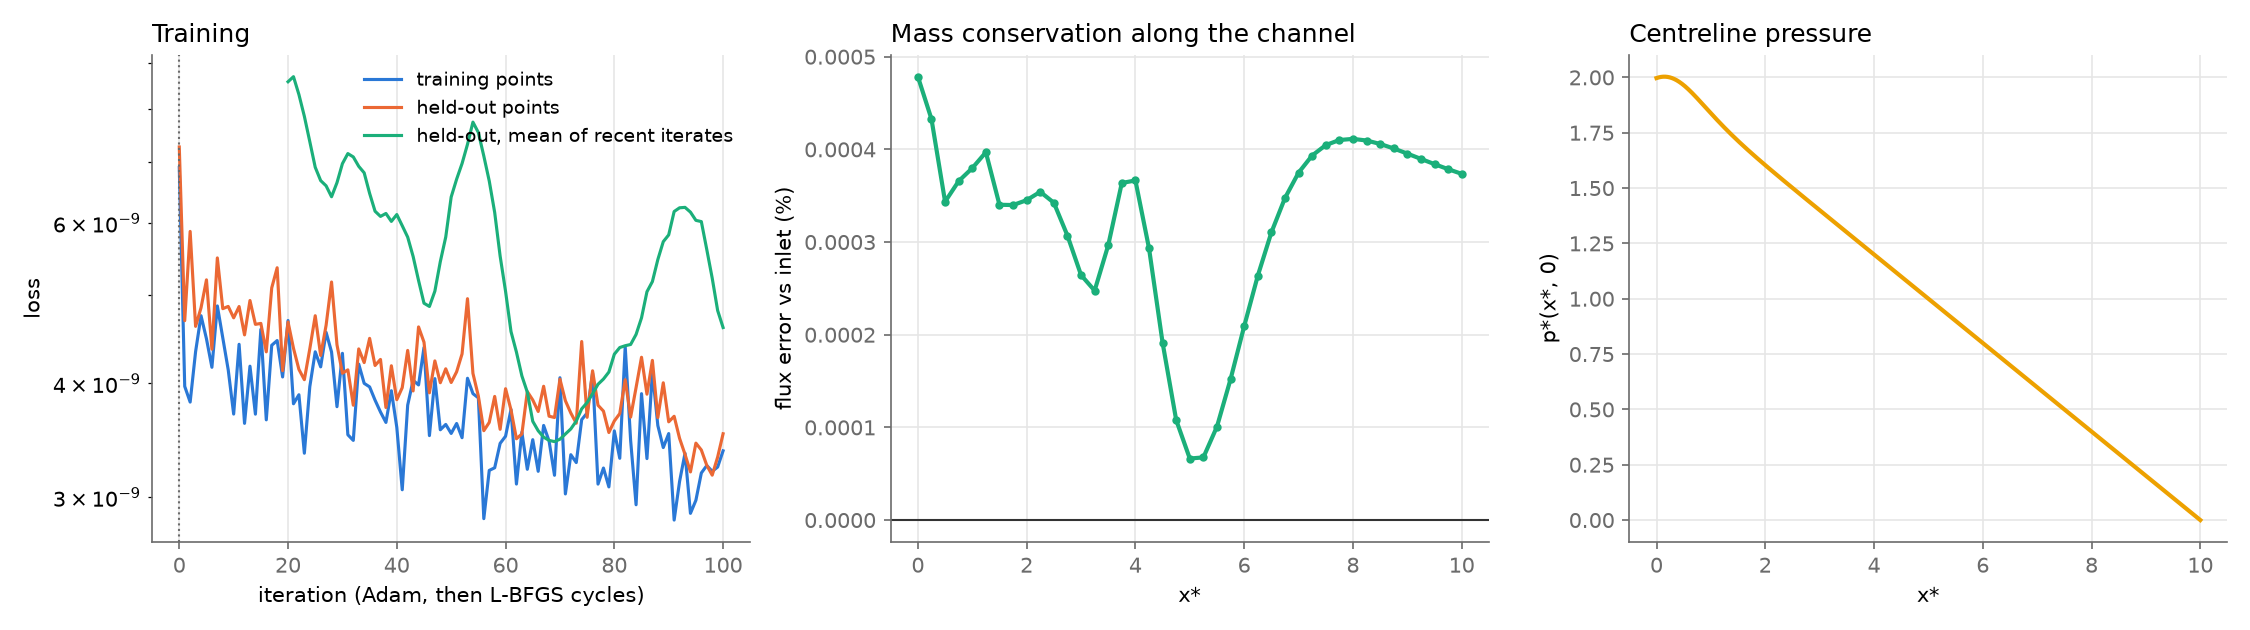 Training
training points
held-out points
held-out, mean of recent iterates
6 × 10⁻⁹
4 × 10⁻⁹
3 × 10⁻⁹
loss
0 20 40 60 80 100
iteration (Adam, then L-BFGS cycles)
Mass conservation along the channel
0.0005
0.0004
0.0003
0.0002
0.0001
0.0000
flux error vs inlet (%)
0 2 4 6 8 10
x*
Centreline pressure
2.00
1.75
1.50
1.25
1.00
0.75
0.50
0.25
0.00
p*(x*, 0)
0 2 4 6 8 10
x*